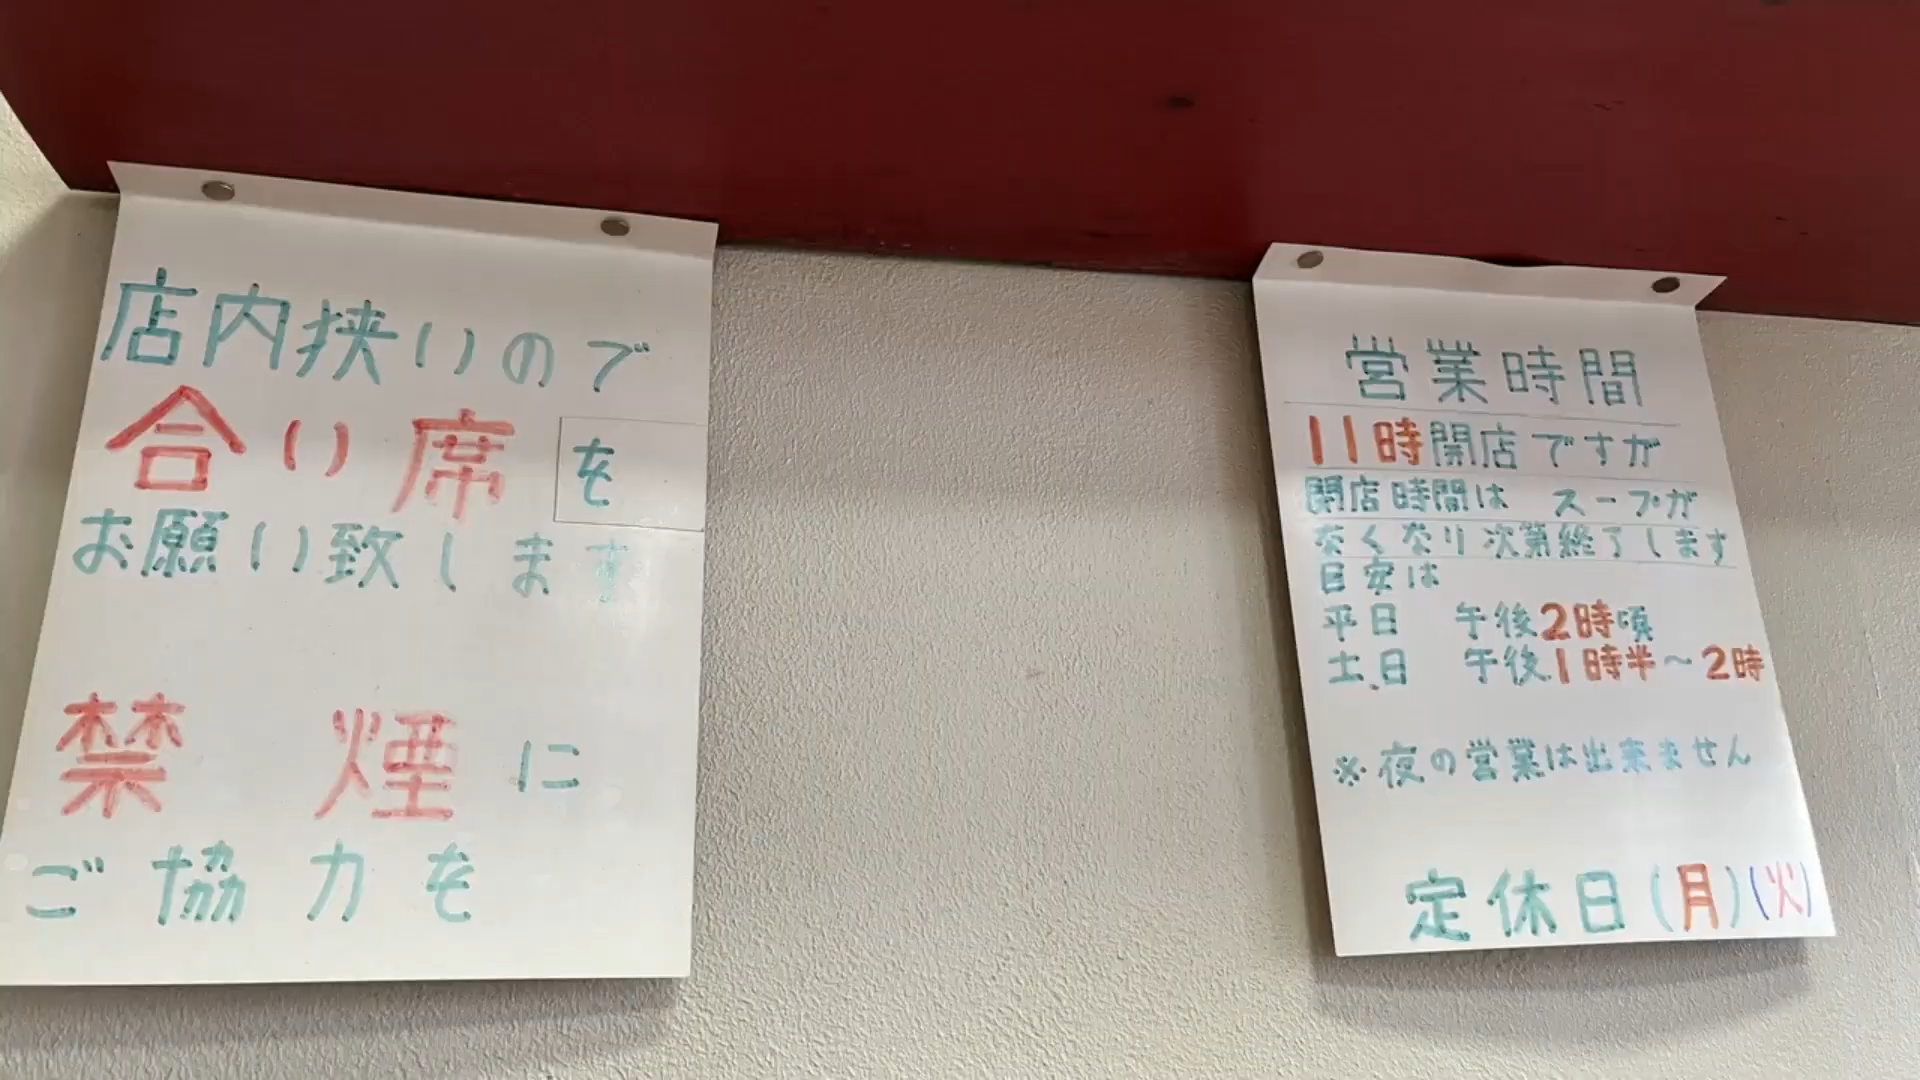 店内狭いので
合い席を
お願い致します
禁煙に
ご協力を
営業時間
11時開店ですが
閉店時間は スープが
なくなり次第終了します
目安は
平日 午後2時頃
土、日 午後1時半〜2時
※夜の営業は出来ません
定休日(月)(火)